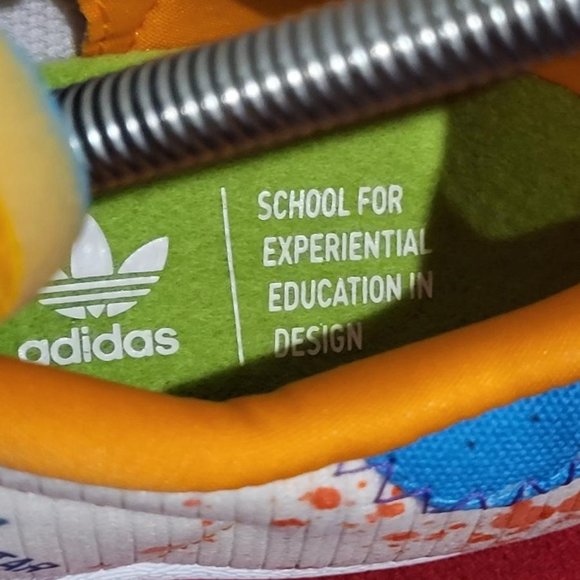 adidas
SCHOOL FOR
EXPERIENTIAL
EDUCATION IN
DESIGN